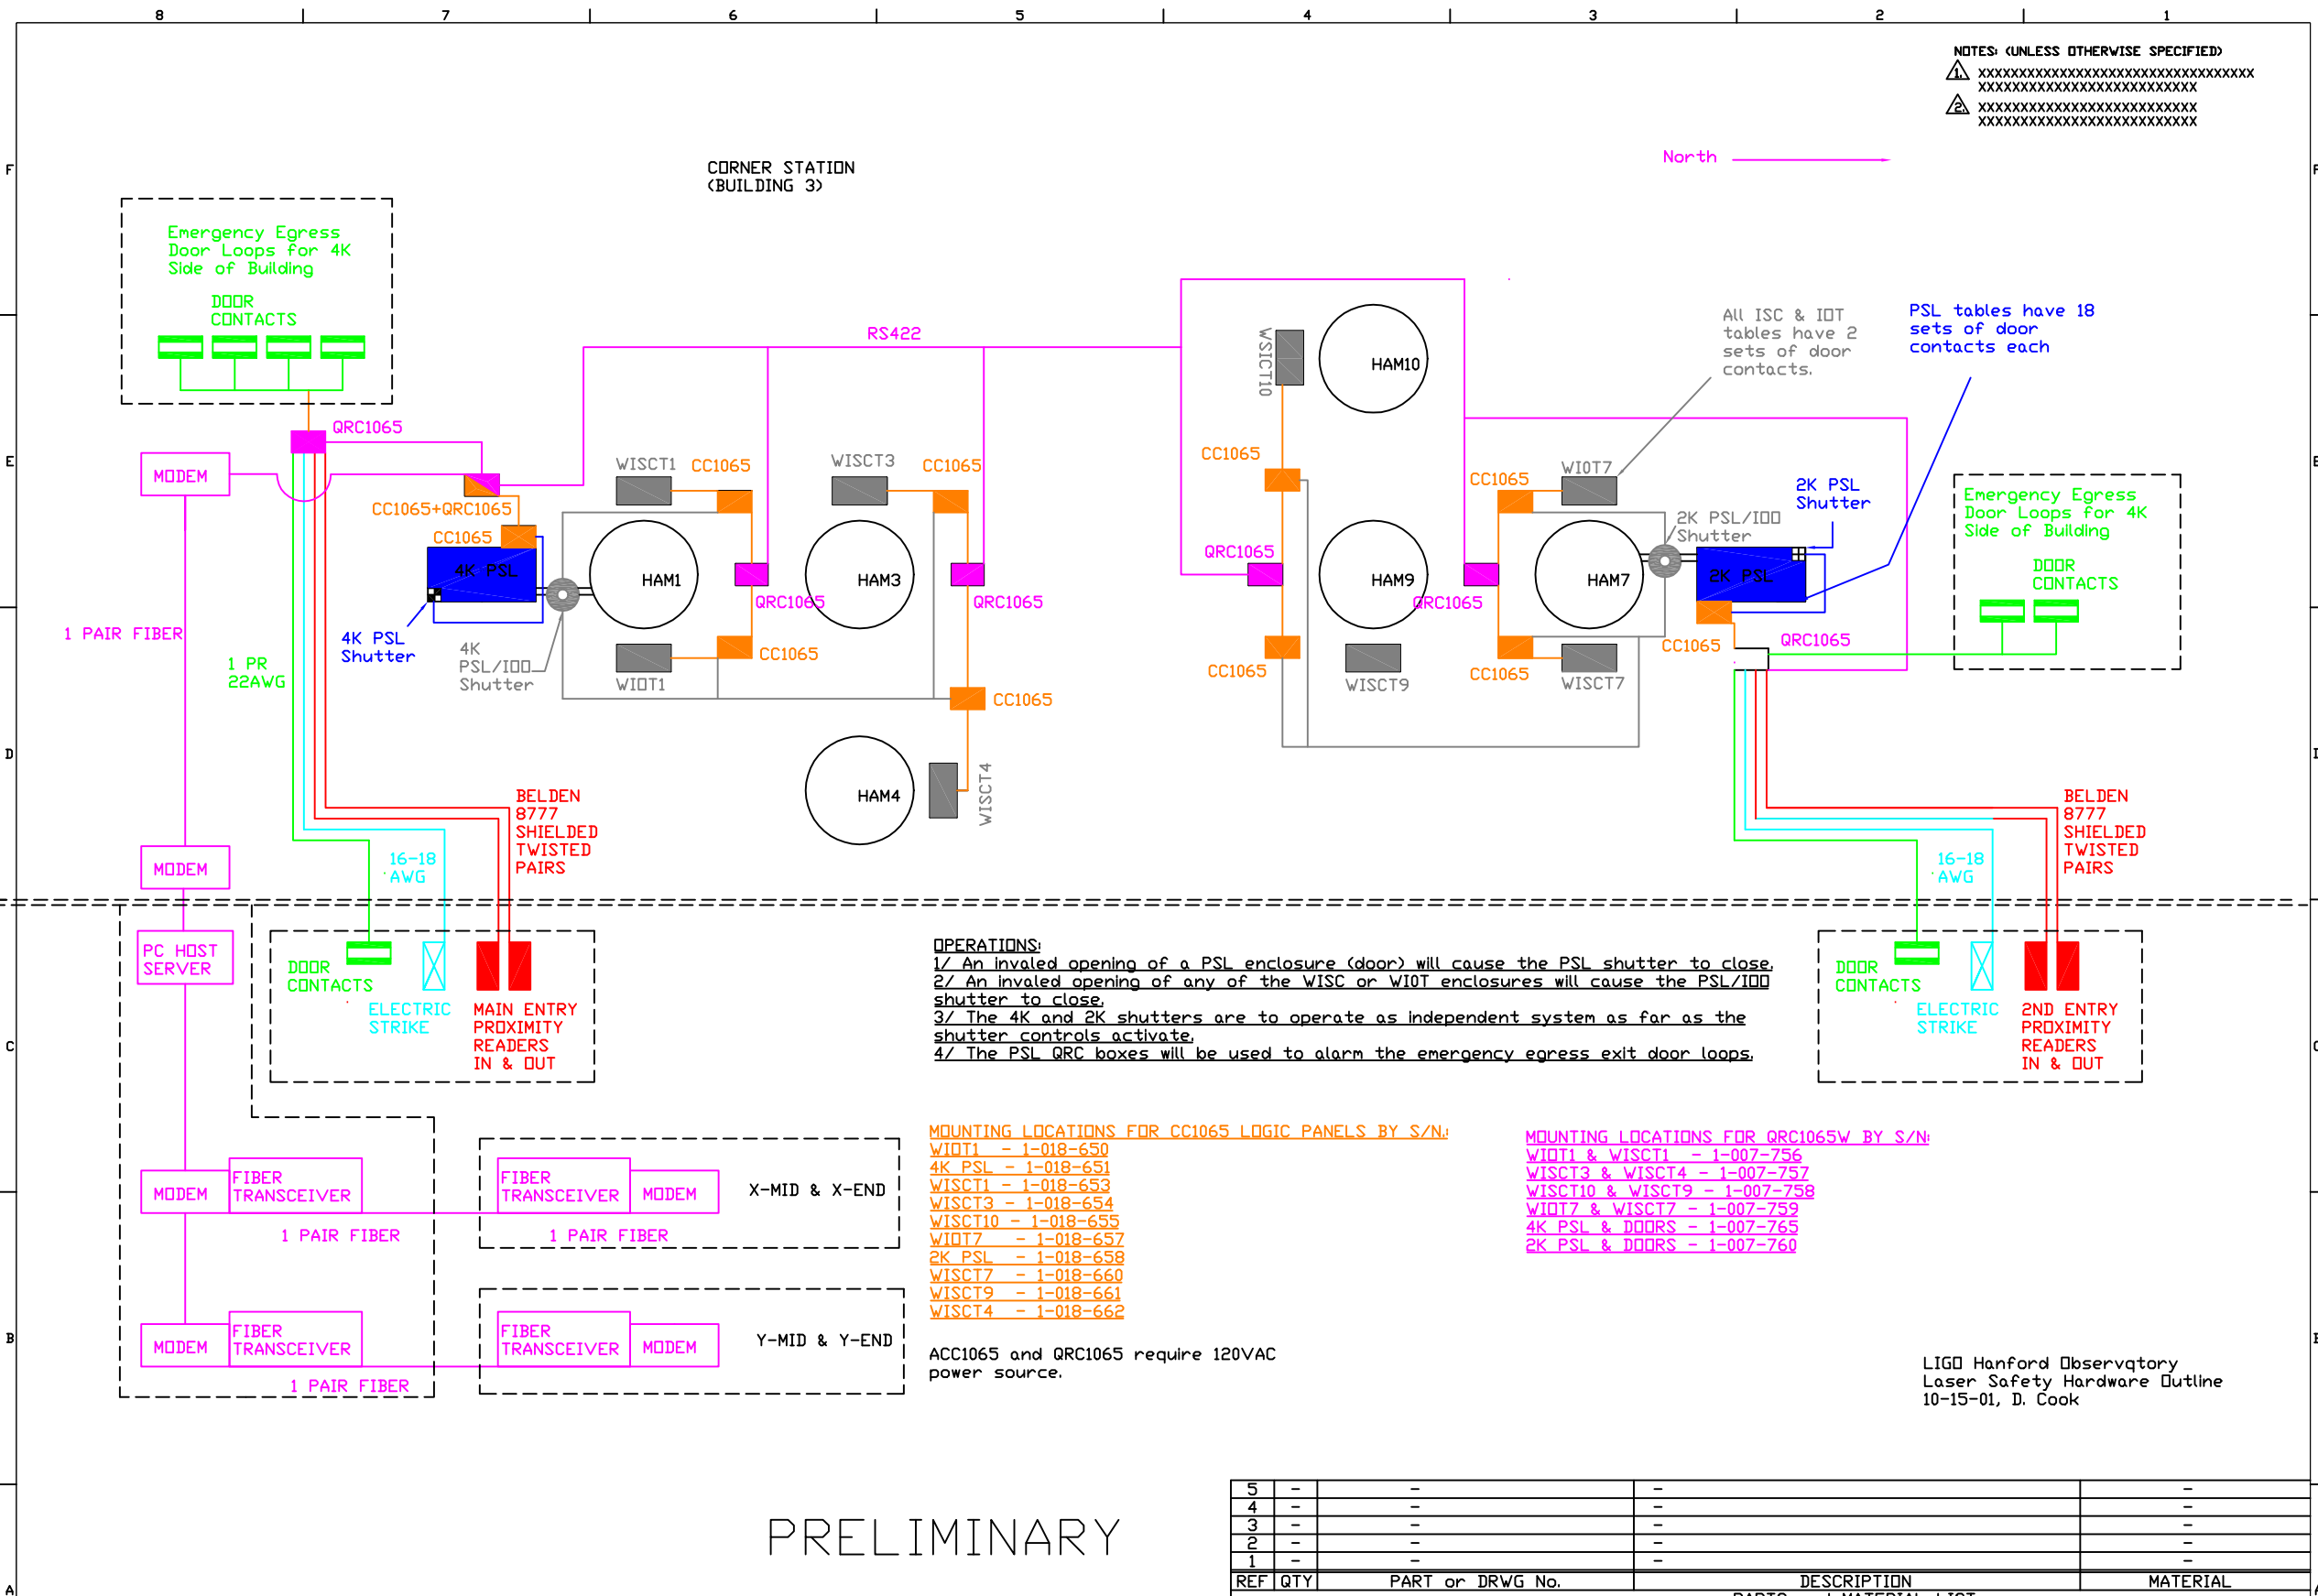 8 7 6 5 4 3 2 1
NOTES: (UNLESS OTHERWISE SPECIFIED)
1. XXXXXXXXXXXXXXXXXXXXXXXXXXXXXXXXXX
XXXXXXXXXXXXXXXXXXXXXXXXXXX
2. XXXXXXXXXXXXXXXXXXXXXXXXXXX
XXXXXXXXXXXXXXXXXXXXXXXXXXX
North
CORNER STATION
(BUILDING 3)
F
F
Emergency Egress
Door Loops for 4K
Side of Building
DOOR
CONTACTS
RS422
WSICT10
HAM10
All ISC & IOT
tables have 2
sets of door
contacts.
PSL tables have 18
sets of door
contacts each
QRC1065
E
MODEM
CC1065+QRC1065
CC1065
4K PSL
WISCT1
CC1065
HAM1
QRC1065
WISCT3
CC1065
HAM3
QRC1065
CC1065
QRC1065
HAM9
CC1065
WIOT7
HAM7
QRC1065
2K PSL/IOO
Shutter
2K PSL
Shutter
2K PSL
Emergency Egress
Door Loops for 4K
Side of Building
DOOR
CONTACTS
1 PAIR FIBER
1 PR
22AWG
4K PSL
Shutter
4K
PSL/IOO
Shutter
WIOT1
CC1065
CC1065
CC1065
WISCT9
CC1065
WISCT7
CC1065
QRC1065
D
HAM4
WISCT4
BELDEN
8777
SHIELDED
TWISTED
PAIRS
16-18
AWG
MODEM
BELDEN
8777
SHIELDED
TWISTED
PAIRS
16-18
AWG
PC HOST
SERVER
DOOR
CONTACTS
ELECTRIC
STRIKE
MAIN ENTRY
PROXIMITY
READERS
IN & OUT
C
OPERATIONS:
1/ An invaled opening of a PSL enclosure (door) will cause the PSL shutter to close.
2/ An invaled opening of any of the WISC or WIOT enclosures will cause the PSL/IOO
shutter to close.
3/ The 4K and 2K shutters are to operate as independent system as far as the
shutter controls activate.
4/ The PSL QRC boxes will be used to alarm the emergency egress exit door loops.
DOOR
CONTACTS
ELECTRIC
STRIKE
2ND ENTRY
PROXIMITY
READERS
IN & OUT
MODEM
FIBER
TRANSCEIVER
FIBER
TRANSCEIVER
MODEM
X-MID & X-END
1 PAIR FIBER
1 PAIR FIBER
B
MODEM
FIBER
TRANSCEIVER
FIBER
TRANSCEIVER
MODEM
Y-MID & Y-END
1 PAIR FIBER
MOUNTING LOCATIONS FOR CC1065 LOGIC PANELS BY S/N.:
WIOT1 - 1-018-650
4K PSL - 1-018-651
WISCT1 - 1-018-653
WISCT3 - 1-018-654
WISCT10 - 1-018-655
WIOT7 - 1-018-657
2K PSL - 1-018-658
WISCT7 - 1-018-660
WISCT9 - 1-018-661
WISCT4 - 1-018-662
MOUNTING LOCATIONS FOR QRC1065W BY S/N:
WIOT1 & WISCT1 - 1-007-756
WISCT3 & WISCT4 - 1-007-757
WISCT10 & WISCT9 - 1-007-758
WIOT7 & WISCT7 - 1-007-759
4K PSL & DOORS - 1-007-765
2K PSL & DOORS - 1-007-760
ACC1065 and QRC1065 require 120VAC
power source.
LIGO Hanford Observqtory
Laser Safety Hardware Outline
10-15-01, D. Cook
PRELIMINARY
5 - - - -
4 - - - -
3 - - - -
2 - - - -
1 - - - -
REF QTY PART or DRWG No. DESCRIPTION MATERIAL
A